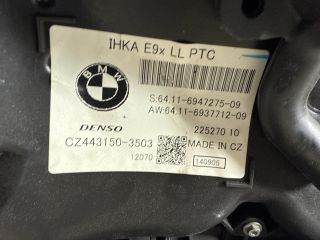 IHKA E9x LL PTC
BMW
S:64.11-6947275-09
AW:64.11-6937712-09
DENSO
225270 10
CZ443150-3503
MADE IN CZ
12070
140905